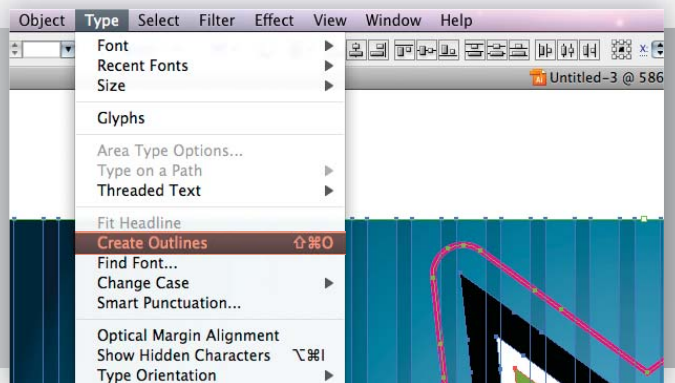 Object Type Select Filter Effect View Window Help
Font
Recent Fonts
Size
Untitled-3 @ 586
Glyphs
Area Type Options...
Type on a Path
Threaded Text
Fit Headline
Create Outlines ⇧⌘O
Find Font...
Change Case
Smart Punctuation...
Optical Margin Alignment
Show Hidden Characters ⌥⌘I
Type Orientation